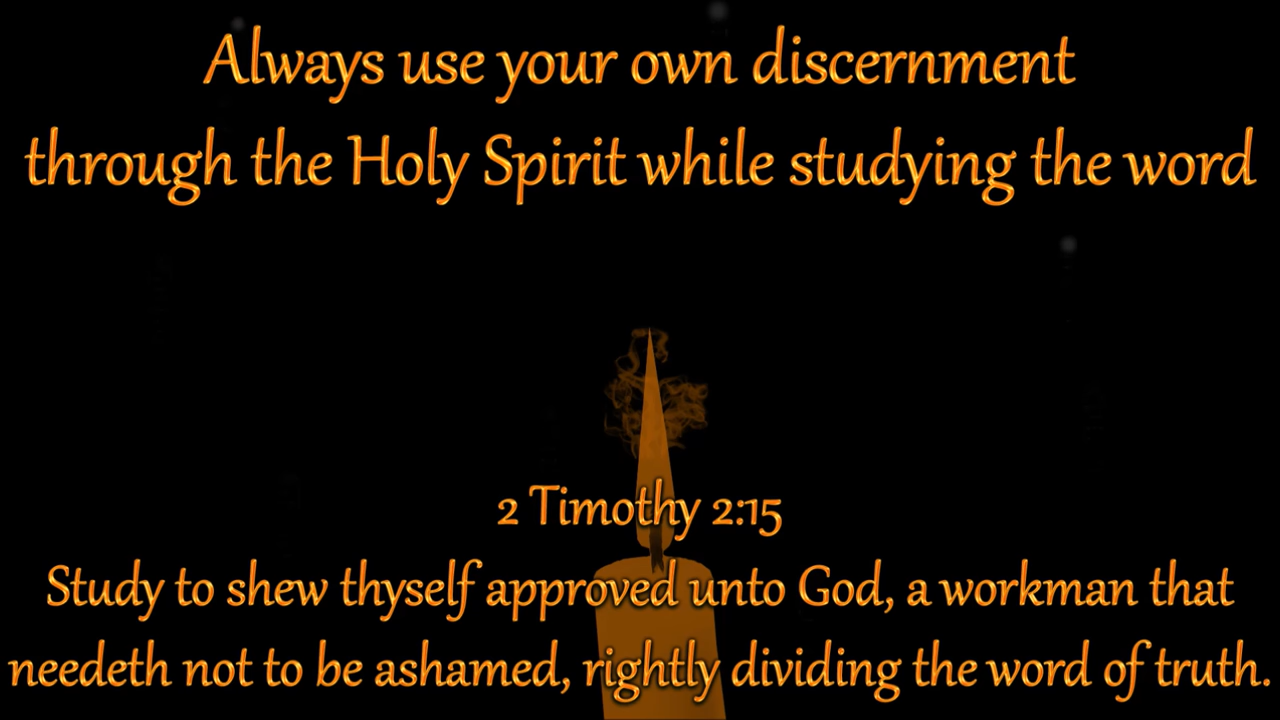 Always use your own discernment
through the Holy Spirit while studying the word
2 Timothy 2:15
Study to shew thyself approved unto God, a workman that
needeth not to be ashamed, rightly dividing the word of truth.